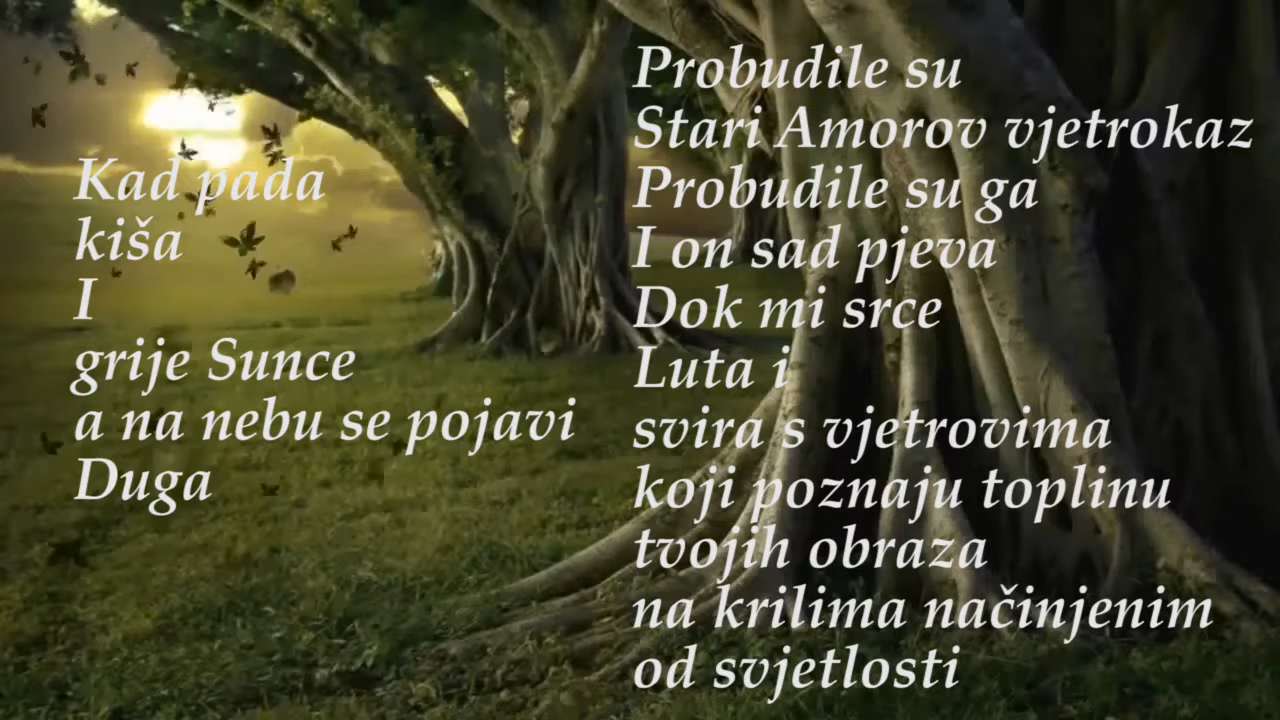 Kad pada
kiša
I
grije Sunce
a na nebu se pojavi
Duga
Probudile su
Stari Amorov vjetrokaz
Probudile su ga
I on sad pjeva
Dok mi srce
Luta i
svira s vjetrovima
koji poznaju toplinu
tvojih obraza
na krilima načinjenim
od svjetlosti